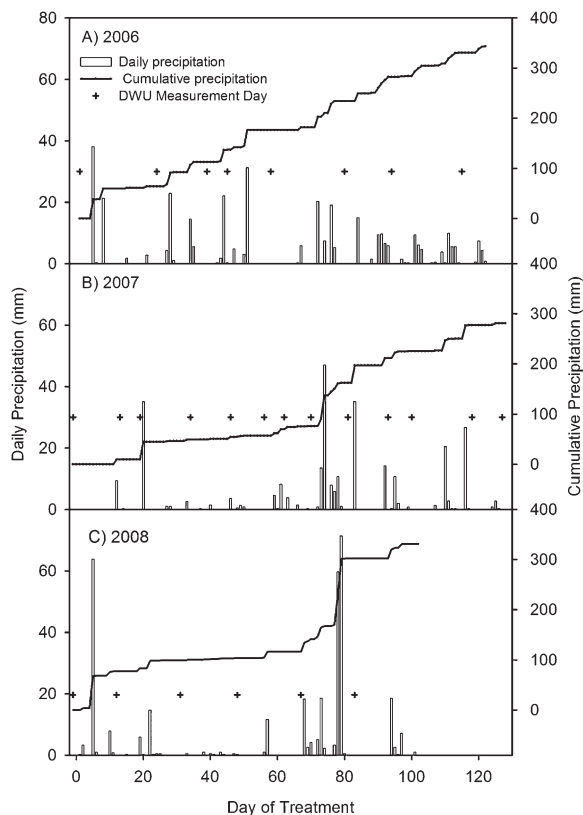 80
400
A) 2006
Daily precipitation
Cumulative precipitation
DWU Measurement Day
60
300
200
40
100
20
0
0
400
B) 2007
60
300
200
40
100
20
0
0
400
C) 2008
60
300
200
40
100
20
0
0
0 20 40 60 80 100 120
Day of Treatment
Daily Precipitation (mm)
Cumulative Precipitation (mm)